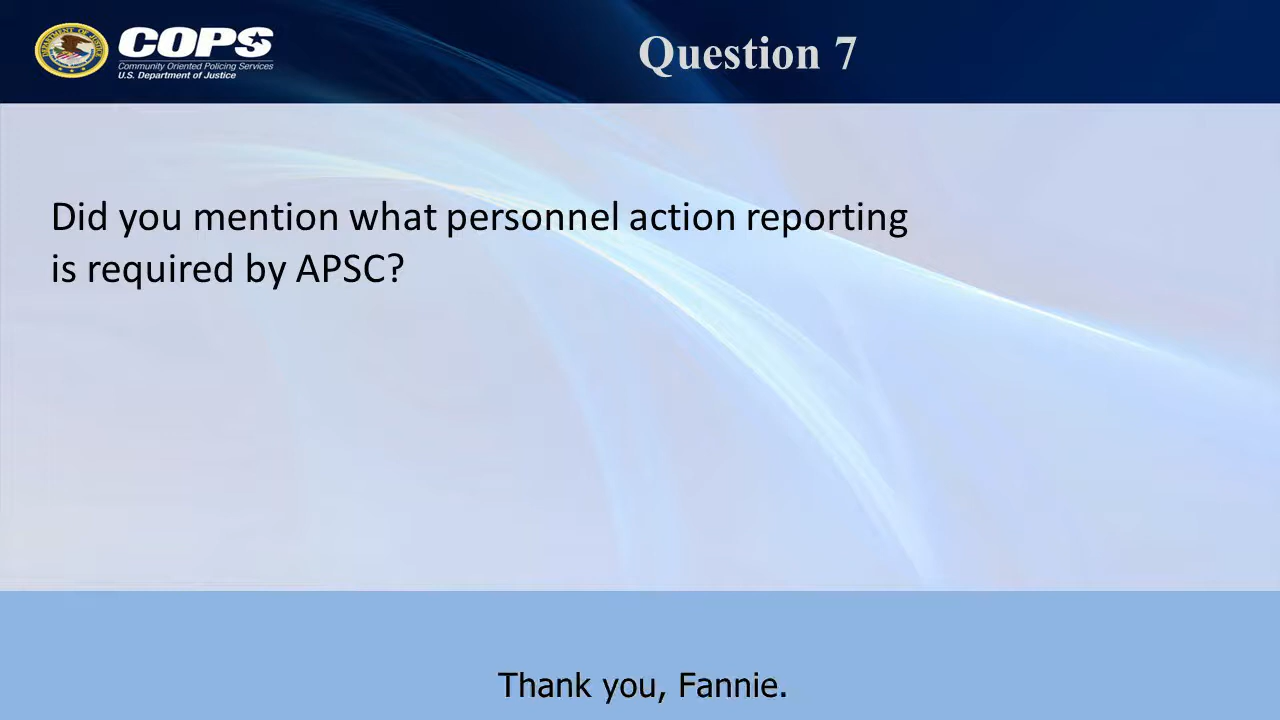 COPS
Community Oriented Policing Services
U.S. Department of Justice
Question 7
Did you mention what personnel action reporting
is required by APSC?
Thank you, Fannie.